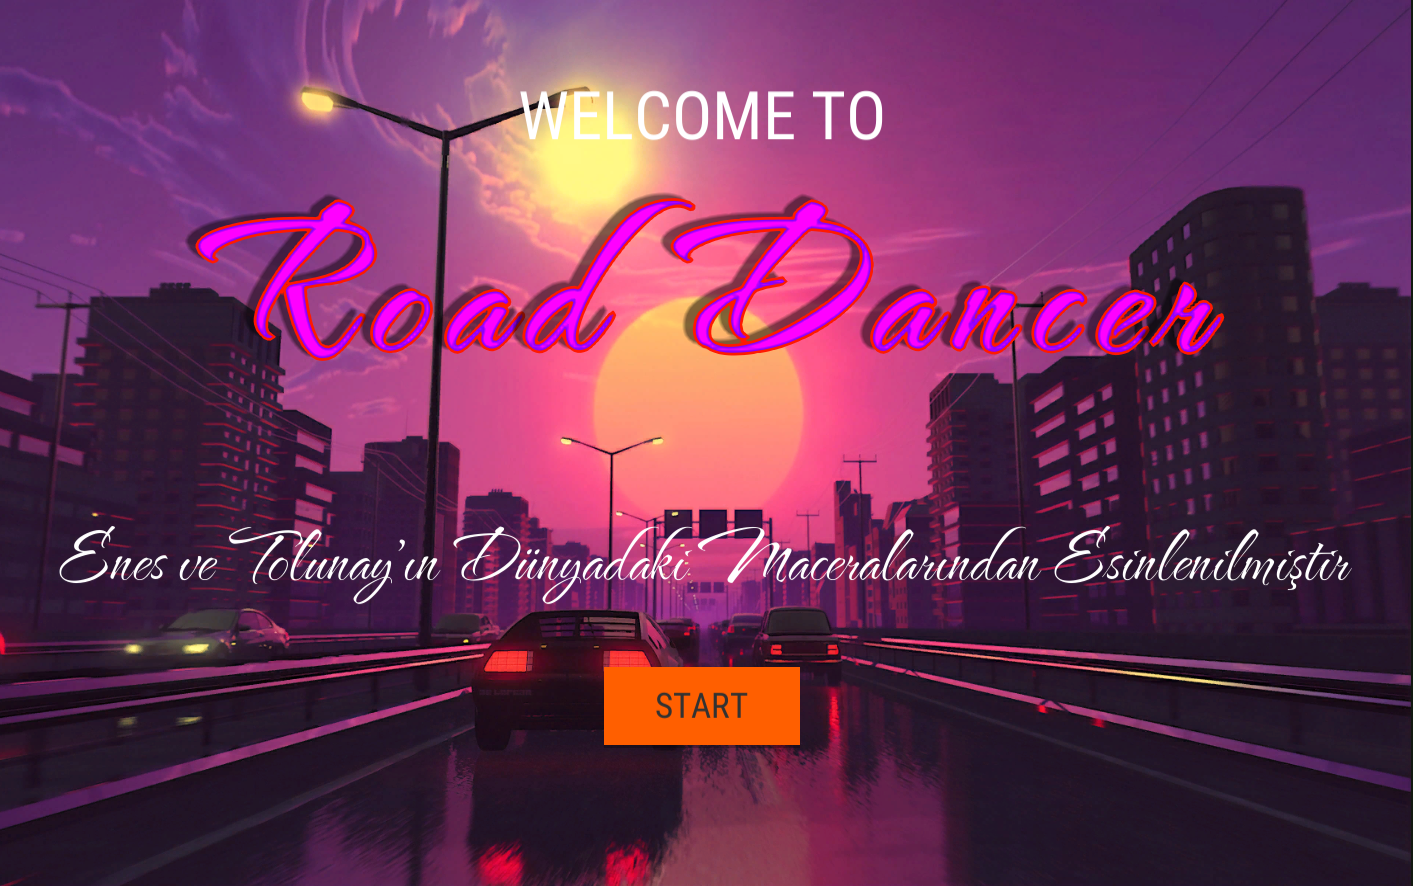 WELCOME TO
Road Dancer
Enes ve Tolunay'ın Dünyadaki Maceralarından Esinlenilmiştir
START